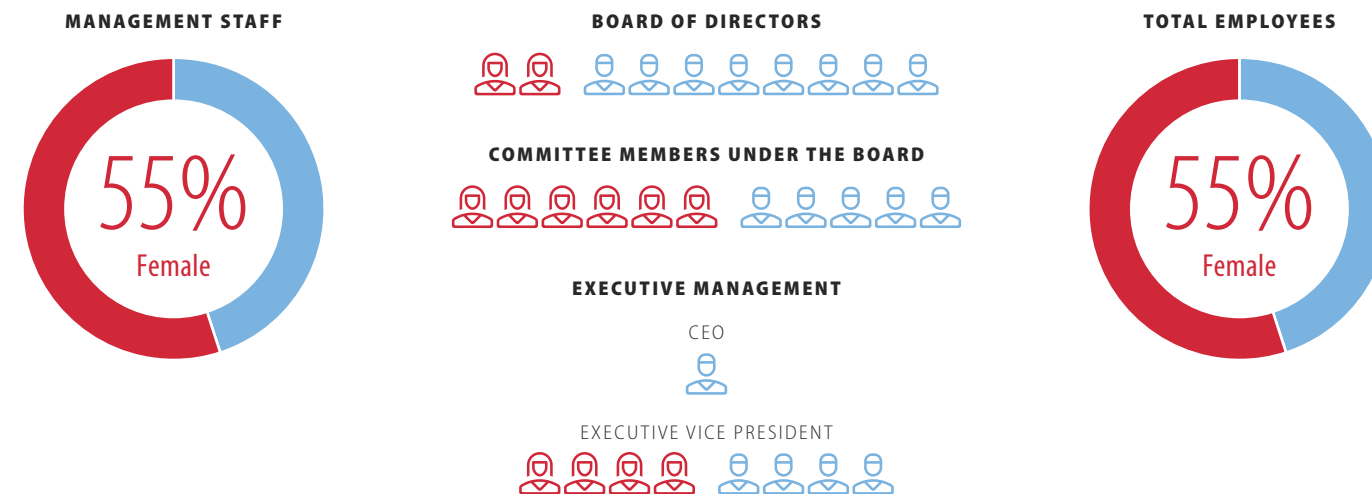 MANAGEMENT STAFF
55%
Female
BOARD OF DIRECTORS
COMMITTEE MEMBERS UNDER THE BOARD
EXECUTIVE MANAGEMENT
CEO
EXECUTIVE VICE PRESIDENT
TOTAL EMPLOYEES
55%
Female